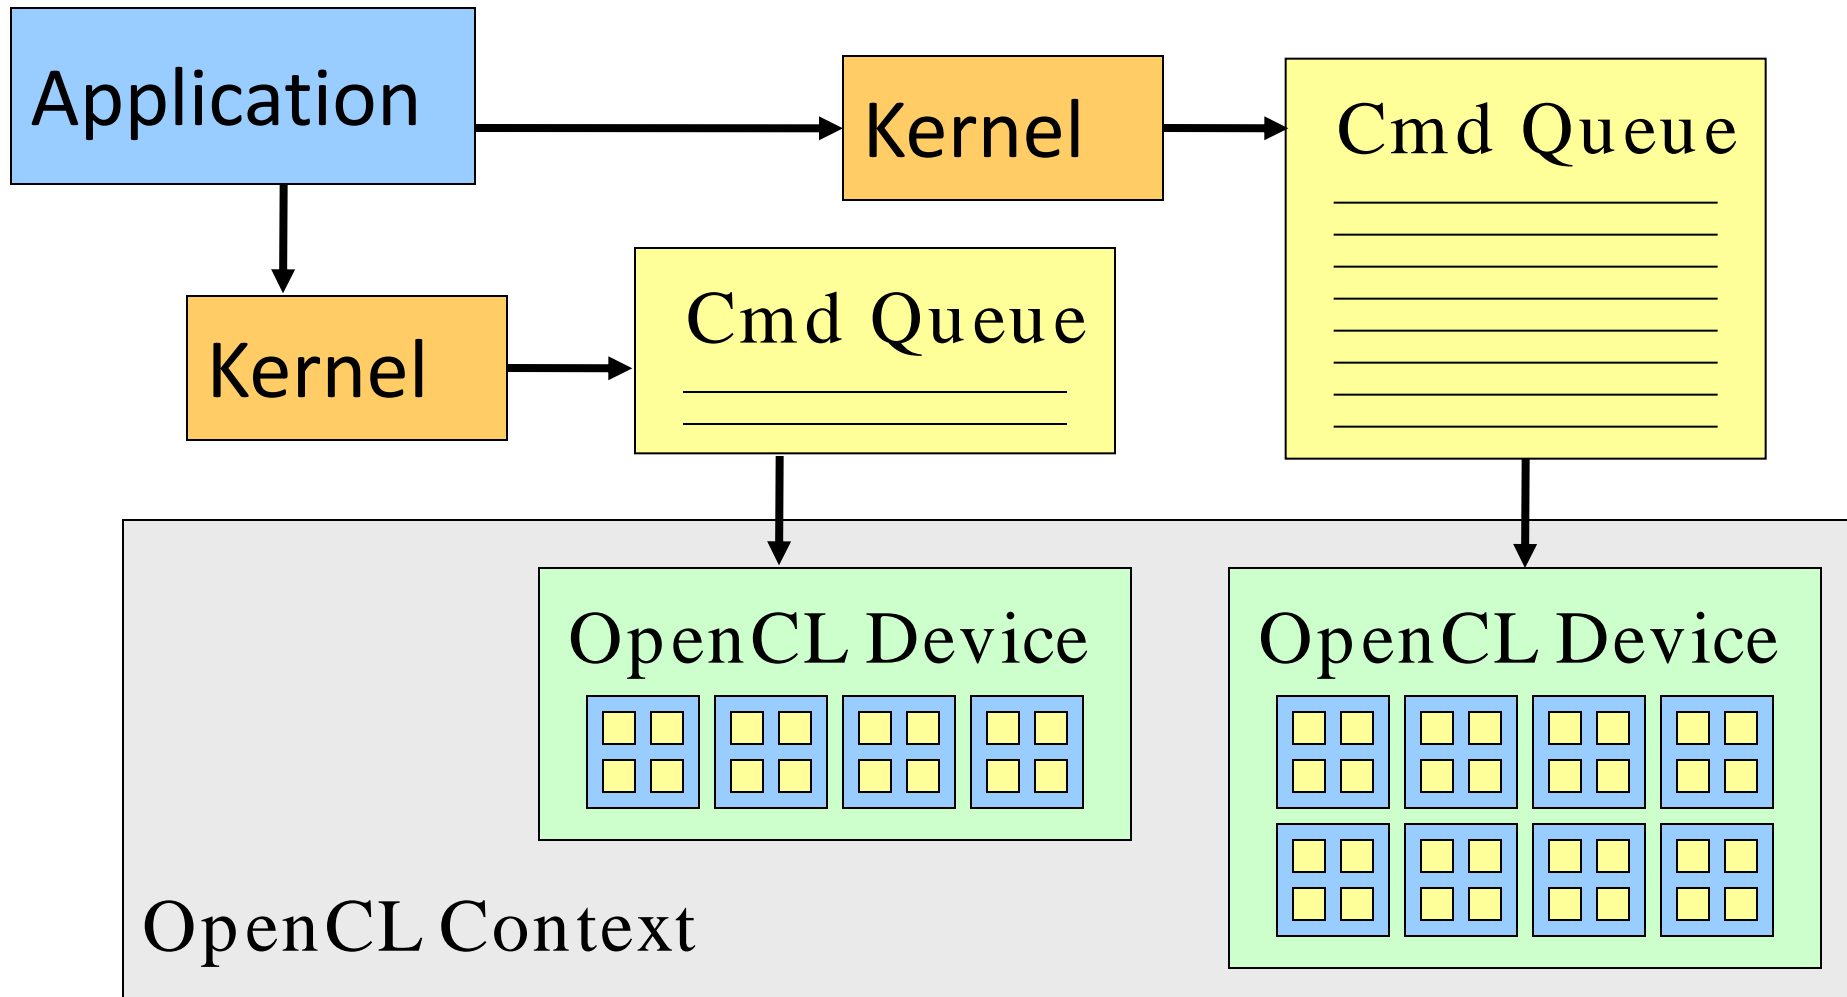 Application
Kernel
Cmd Queue
Kernel
Cmd Queue
OpenCL Device
OpenCL Device
OpenCL Context